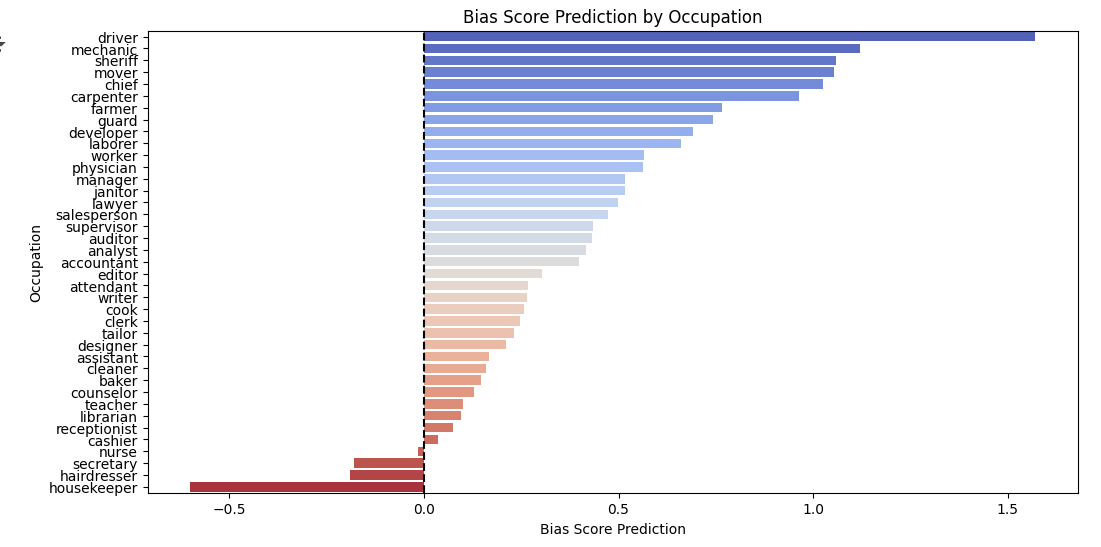 Bias Score Prediction by Occupation
driver
mechanic
sheriff
mover
chief
carpenter
farmer
guard
developer
laborer
worker
physician
manager
janitor
lawyer
salesperson
supervisor
auditor
analyst
accountant
editor
attendant
writer
cook
clerk
tailor
designer
assistant
cleaner
baker
counselor
teacher
librarian
receptionist
cashier
nurse
secretary
hairdresser
housekeeper
Occupation
−0.5 0.0 0.5 1.0 1.5
Bias Score Prediction